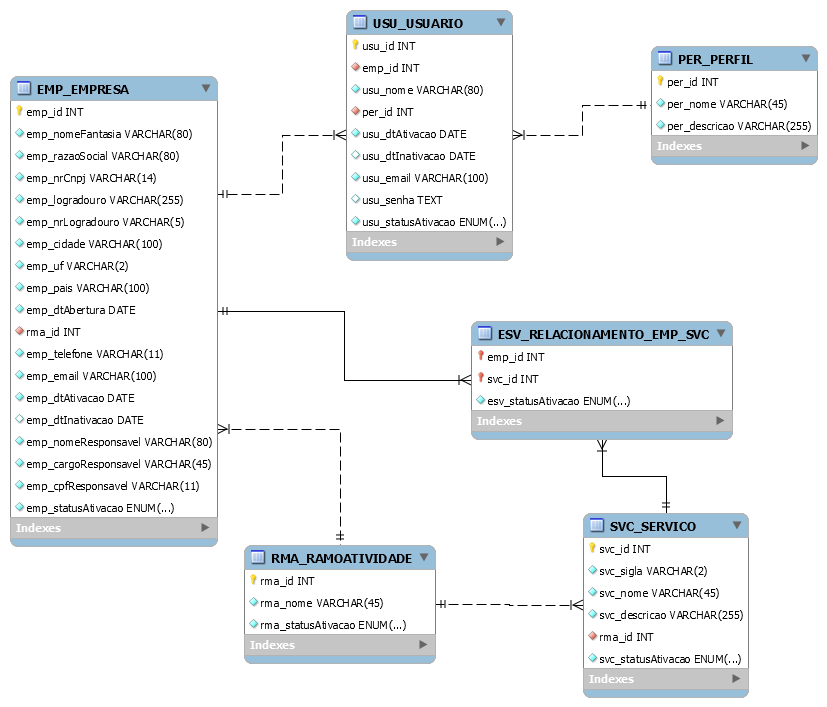 USU_USUARIO
usu_id INT
emp_id INT
usu_nome VARCHAR(80)
per_id INT
usu_dtAtivacao DATE
usu_dtInativacao DATE
usu_email VARCHAR(100)
usu_senha TEXT
usu_statusAtivacao ENUM(...)
Indexes
PER_PERFIL
per_id INT
per_nome VARCHAR(45)
per_descricao VARCHAR(255)
Indexes
EMP_EMPRESA
emp_id INT
emp_nomeFantasia VARCHAR(80)
emp_razaoSocial VARCHAR(80)
emp_nrCnpj VARCHAR(14)
emp_logradouro VARCHAR(255)
emp_nrLogradouro VARCHAR(5)
emp_cidade VARCHAR(100)
emp_uf VARCHAR(2)
emp_pais VARCHAR(100)
emp_dtAbertura DATE
rma_id INT
emp_telefone VARCHAR(11)
emp_email VARCHAR(100)
emp_dtAtivacao DATE
emp_dtInativacao DATE
emp_nomeResponsavel VARCHAR(80)
emp_cargoResponsavel VARCHAR(45)
emp_cpfResponsavel VARCHAR(11)
emp_statusAtivacao ENUM(...)
Indexes
ESV_RELACIONAMENTO_EMP_SVC
emp_id INT
svc_id INT
esv_statusAtivacao ENUM(...)
Indexes
RMA_RAMOATIVIDADE
rma_id INT
rma_nome VARCHAR(45)
rma_statusAtivacao ENUM(...)
Indexes
SVC_SERVICO
svc_id INT
svc_sigla VARCHAR(2)
svc_nome VARCHAR(45)
svc_descricao VARCHAR(255)
rma_id INT
svc_statusAtivacao ENUM(...)
Indexes